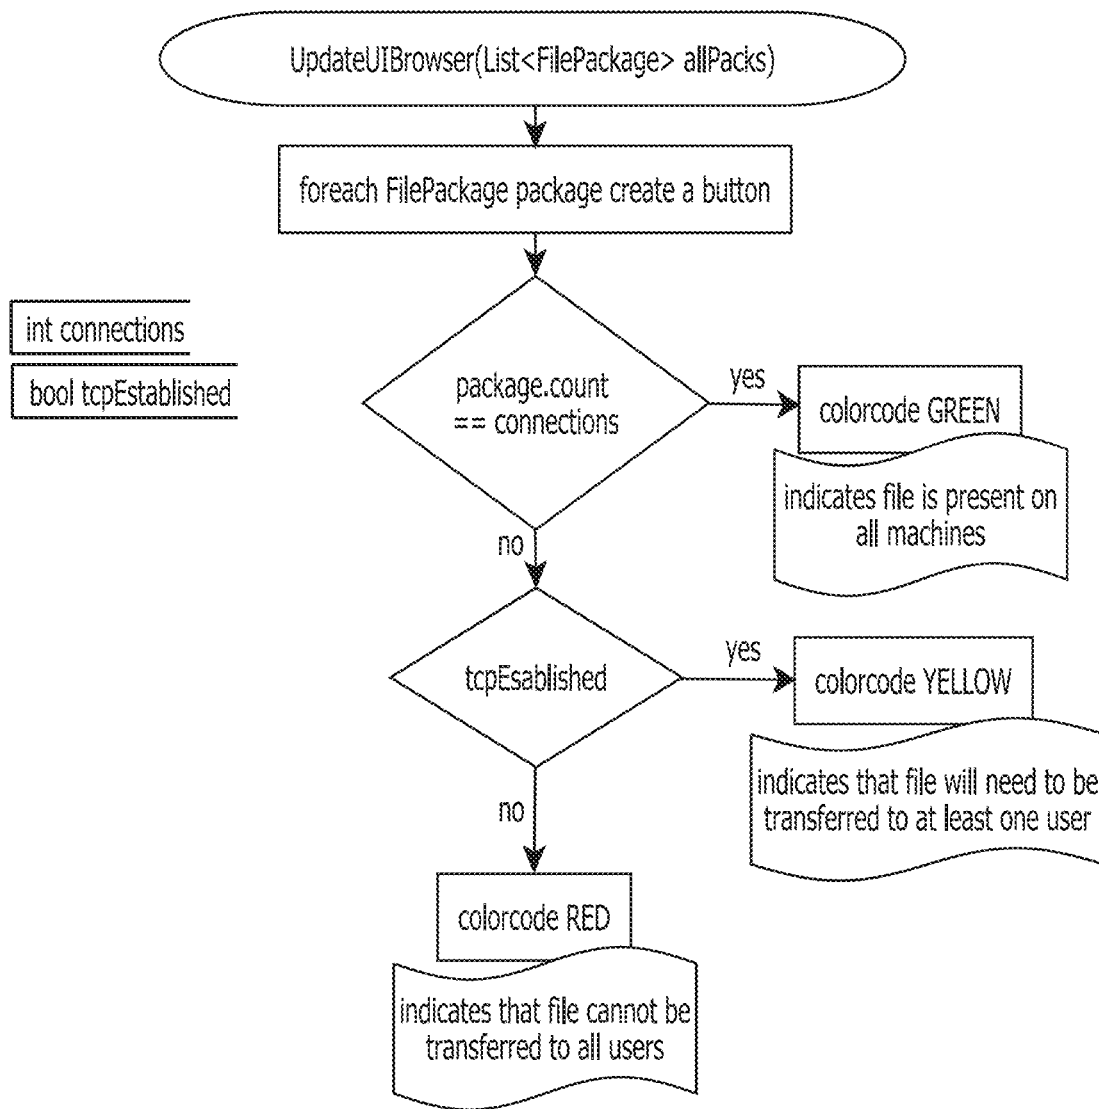 UpdateUIBrowser(List<FilePackage> allPacks)
foreach FilePackage package create a button
int connections
bool tcpEstablished
package.count
== connections
yes
colorcode GREEN
indicates file is present on
all machines
no
tcpEsablished
yes
colorcode YELLOW
indicates that file will need to be
transferred to at least one user
no
colorcode RED
indicates that file cannot be
transferred to all users